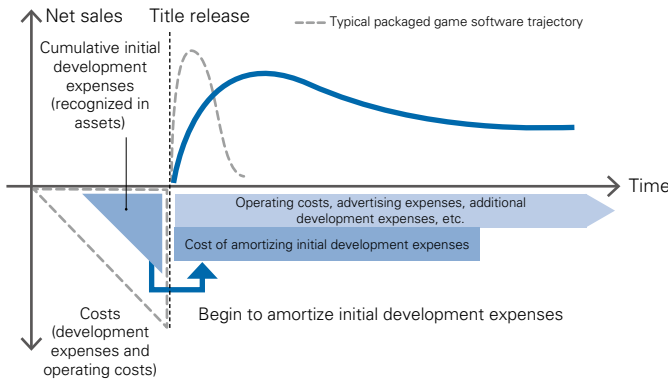 Net sales
Title release
Typical packaged game software trajectory
Cumulative initial
development
expenses
(recognized in
assets)
Time
Operating costs, advertising expenses, additional
development expenses, etc.
Cost of amortizing initial development expenses
Costs
(development
expenses and
operating costs)
Begin to amortize initial development expenses